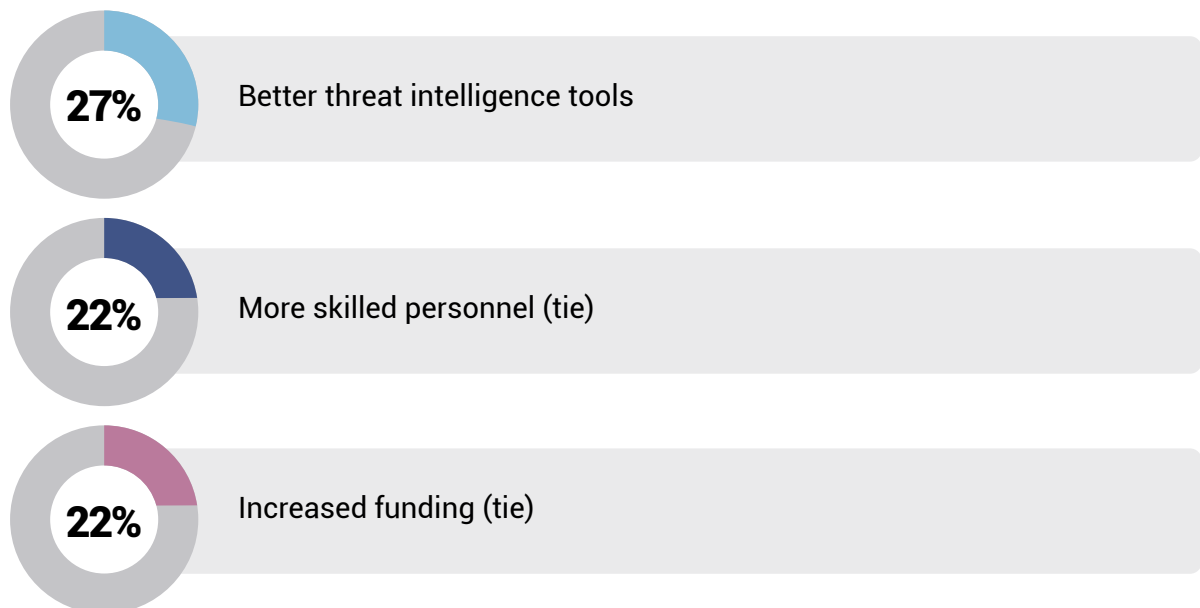 27%
Better threat intelligence tools
22%
More skilled personnel (tie)
22%
Increased funding (tie)